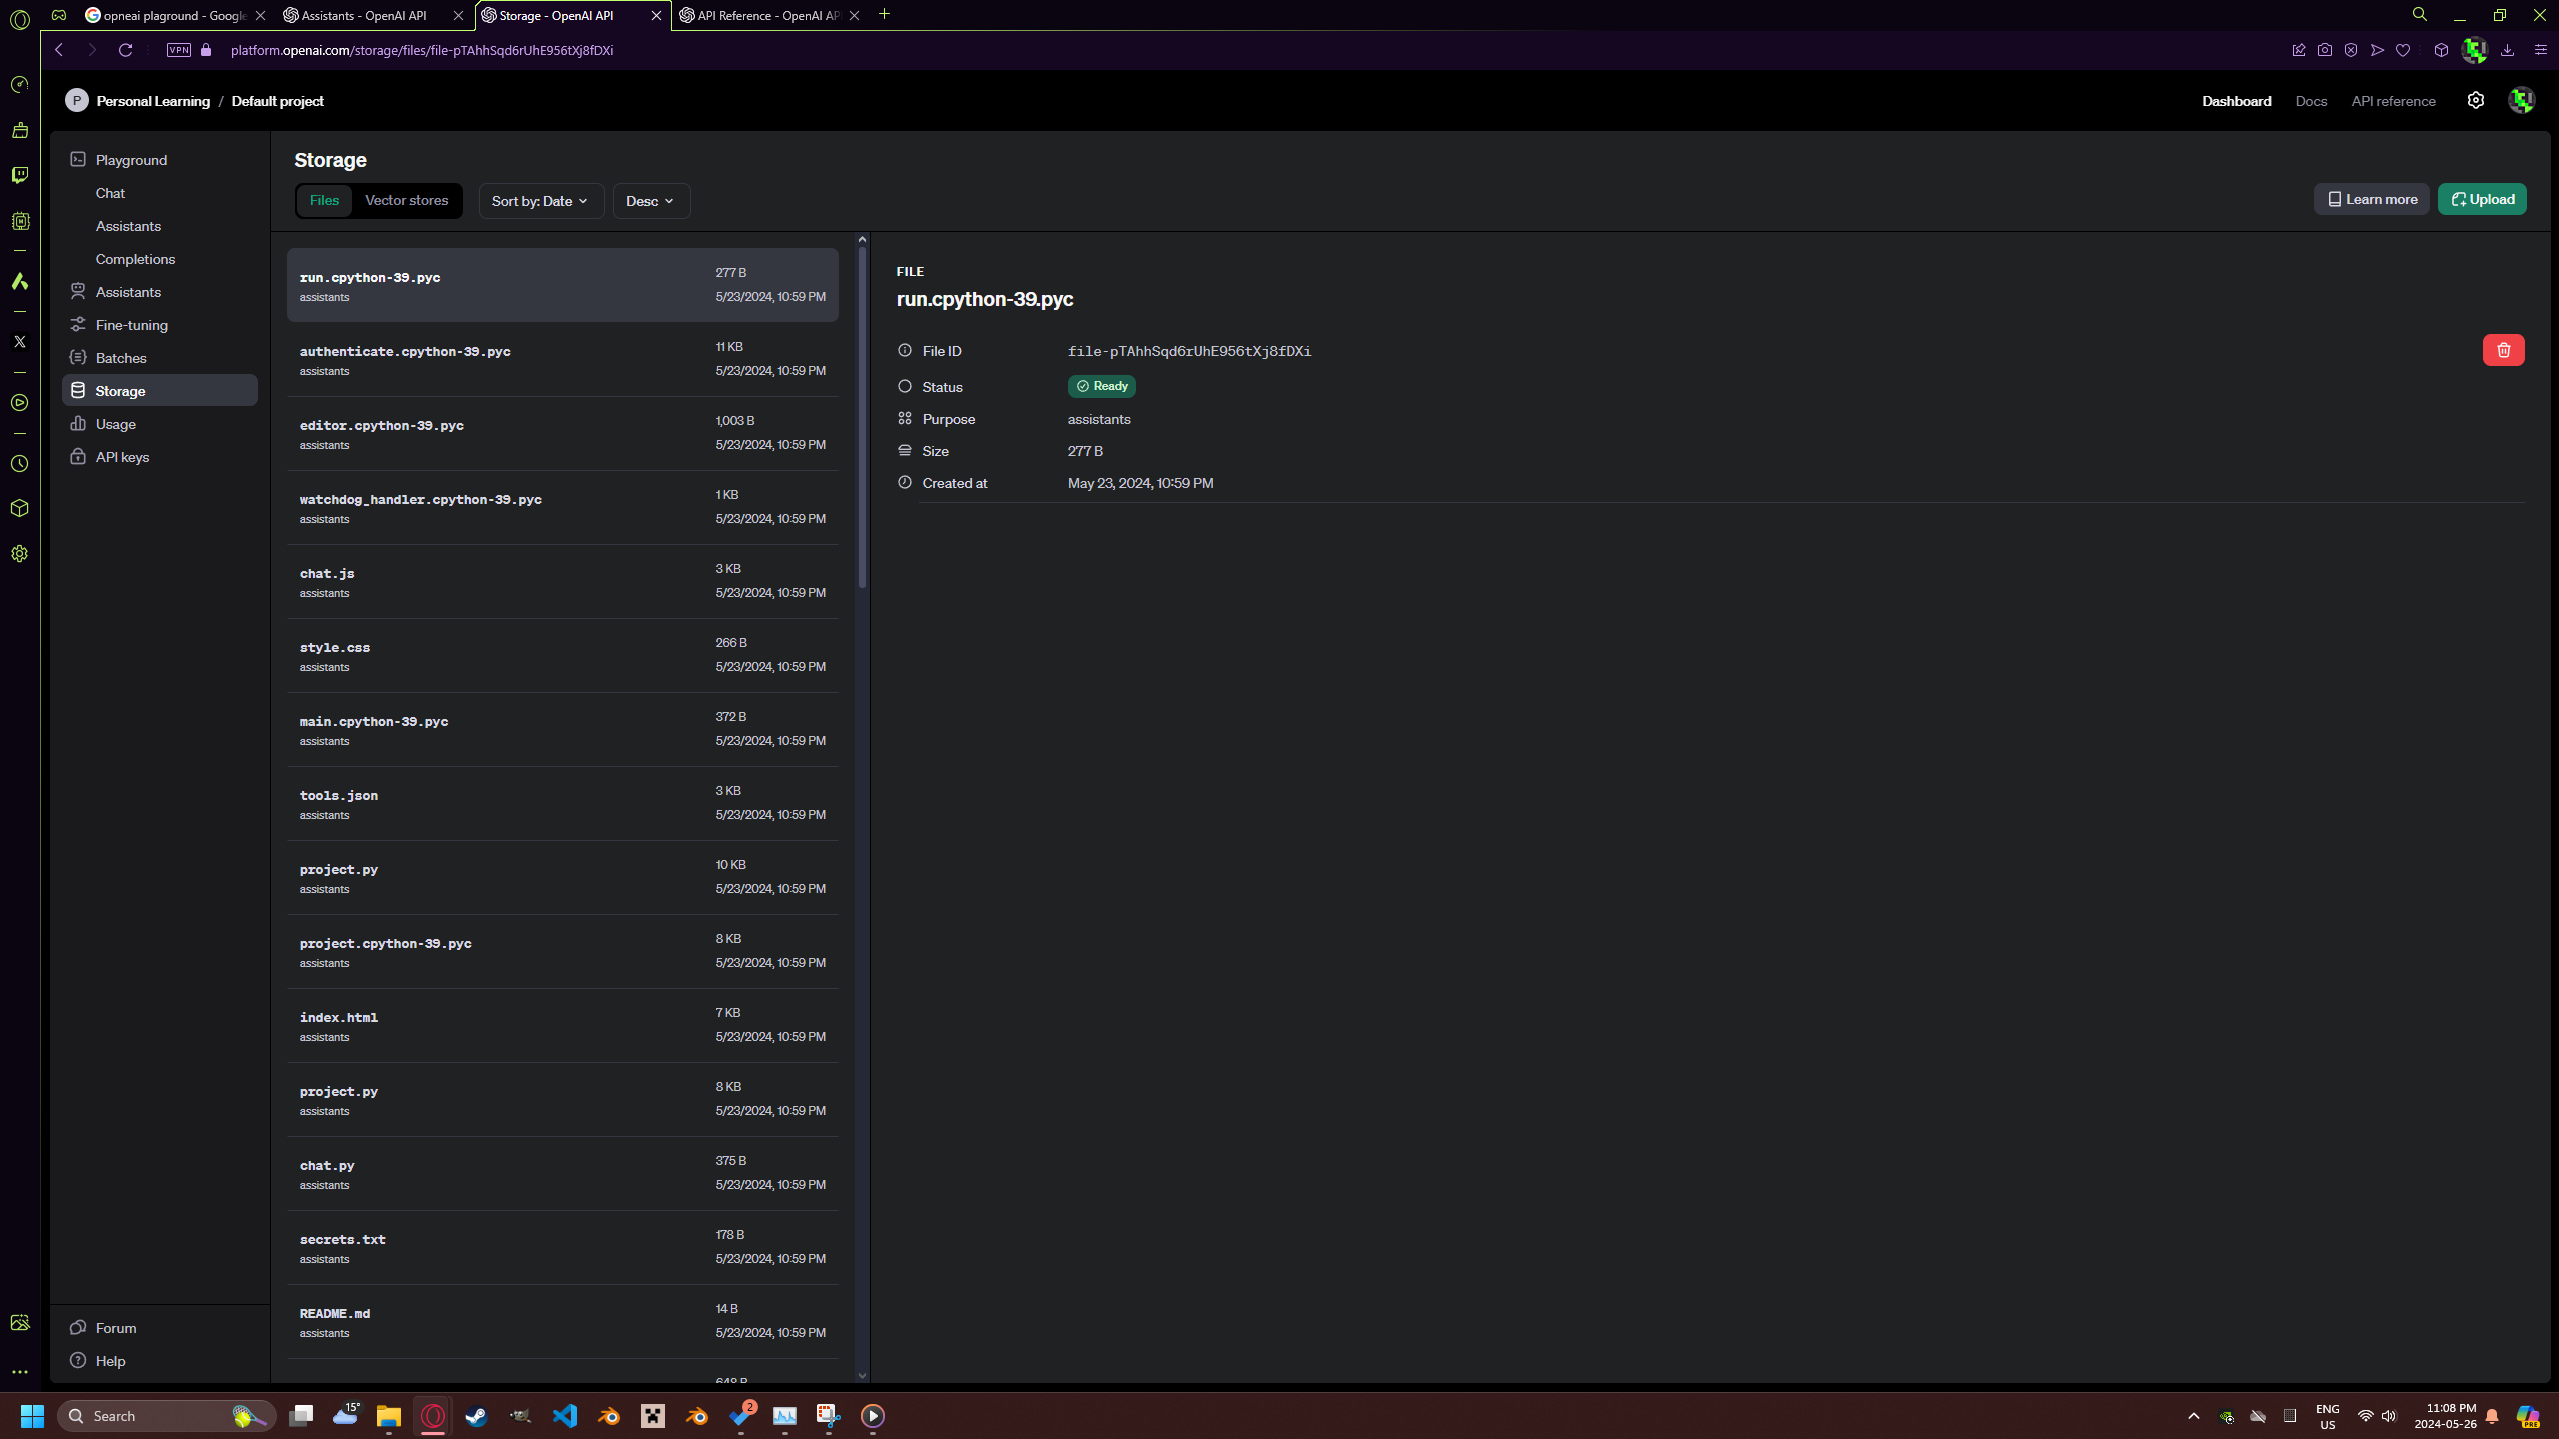 opneai plaground - Google
Assistants - OpenAI API
Storage - OpenAI API
API Reference - OpenAI AP
VPN
platform.openai.com/storage/files/file-pTAhhSqd6rUhE956tXj8fDXi
P Personal Learning / Default project
Dashboard
Docs
API reference
Playground
Chat
Assistants
Completions
Assistants
Fine-tuning
Batches
Storage
Usage
API keys
Forum
Help
Storage
Files
Vector stores
Sort by: Date
Desc
Learn more
Upload
run.cpython-39.pyc 277 B
assistants 5/23/2024, 10:59 PM
authenticate.cpython-39.pyc 11 KB
assistants 5/23/2024, 10:59 PM
editor.cpython-39.pyc 1,003 B
assistants 5/23/2024, 10:59 PM
watchdog_handler.cpython-39.pyc 1 KB
assistants 5/23/2024, 10:59 PM
chat.js 3 KB
assistants 5/23/2024, 10:59 PM
style.css 266 B
assistants 5/23/2024, 10:59 PM
main.cpython-39.pyc 372 B
assistants 5/23/2024, 10:59 PM
tools.json 3 KB
assistants 5/23/2024, 10:59 PM
project.py 10 KB
assistants 5/23/2024, 10:59 PM
project.cpython-39.pyc 8 KB
assistants 5/23/2024, 10:59 PM
index.html 7 KB
assistants 5/23/2024, 10:59 PM
project.py 8 KB
assistants 5/23/2024, 10:59 PM
chat.py 375 B
assistants 5/23/2024, 10:59 PM
secrets.txt 178 B
assistants 5/23/2024, 10:59 PM
README.md 14 B
assistants 5/23/2024, 10:59 PM
648 B
FILE
run.cpython-39.pyc
File ID file-pTAhhSqd6rUhE956tXj8fDXi
Status Ready
Purpose assistants
Size 277 B
Created at May 23, 2024, 10:59 PM
Search
15°
2
ENG
US
11:08 PM
2024-05-26
PRE